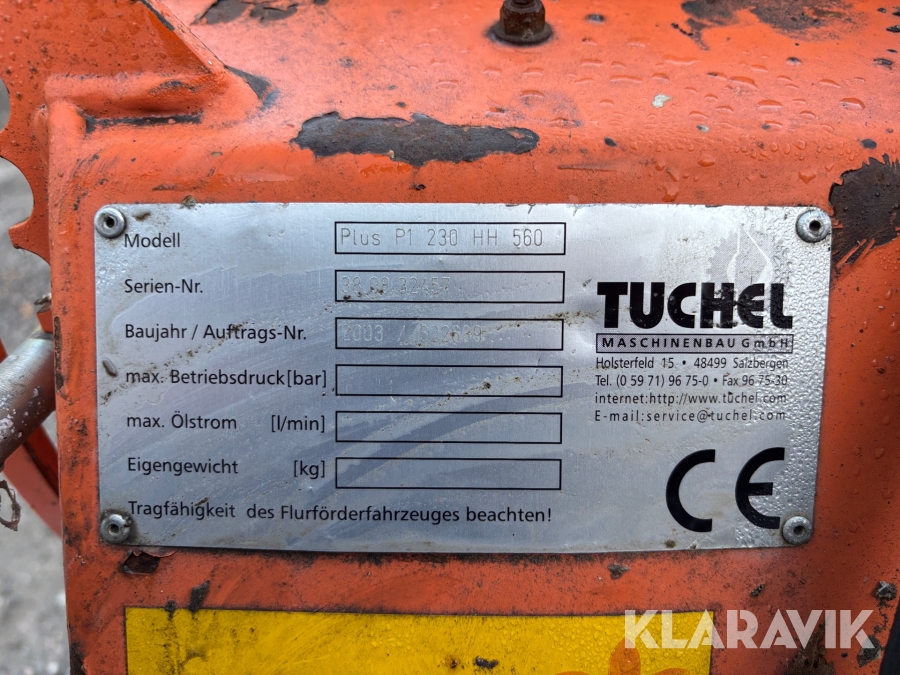 Modell Plus P1 230 HH 560
Serien-Nr.
Baujahr / Auftrags-Nr. 2003 /
max. Betriebsdruck [bar]
max. Ölstrom [l/min]
Eigengewicht [kg]
Tragfähigkeit des Flurförderfahrzeuges beachten!
TUCHEL
MASCHINENBAU GmbH
Holsterfeld 15 • 48499 Salzbergen
Tel. (0 59 71) 96 75-0 • Fax 96 75-30
internet:http://www.tuchel.com
E-mail:service@tuchel.com
CE
KLARAVIK